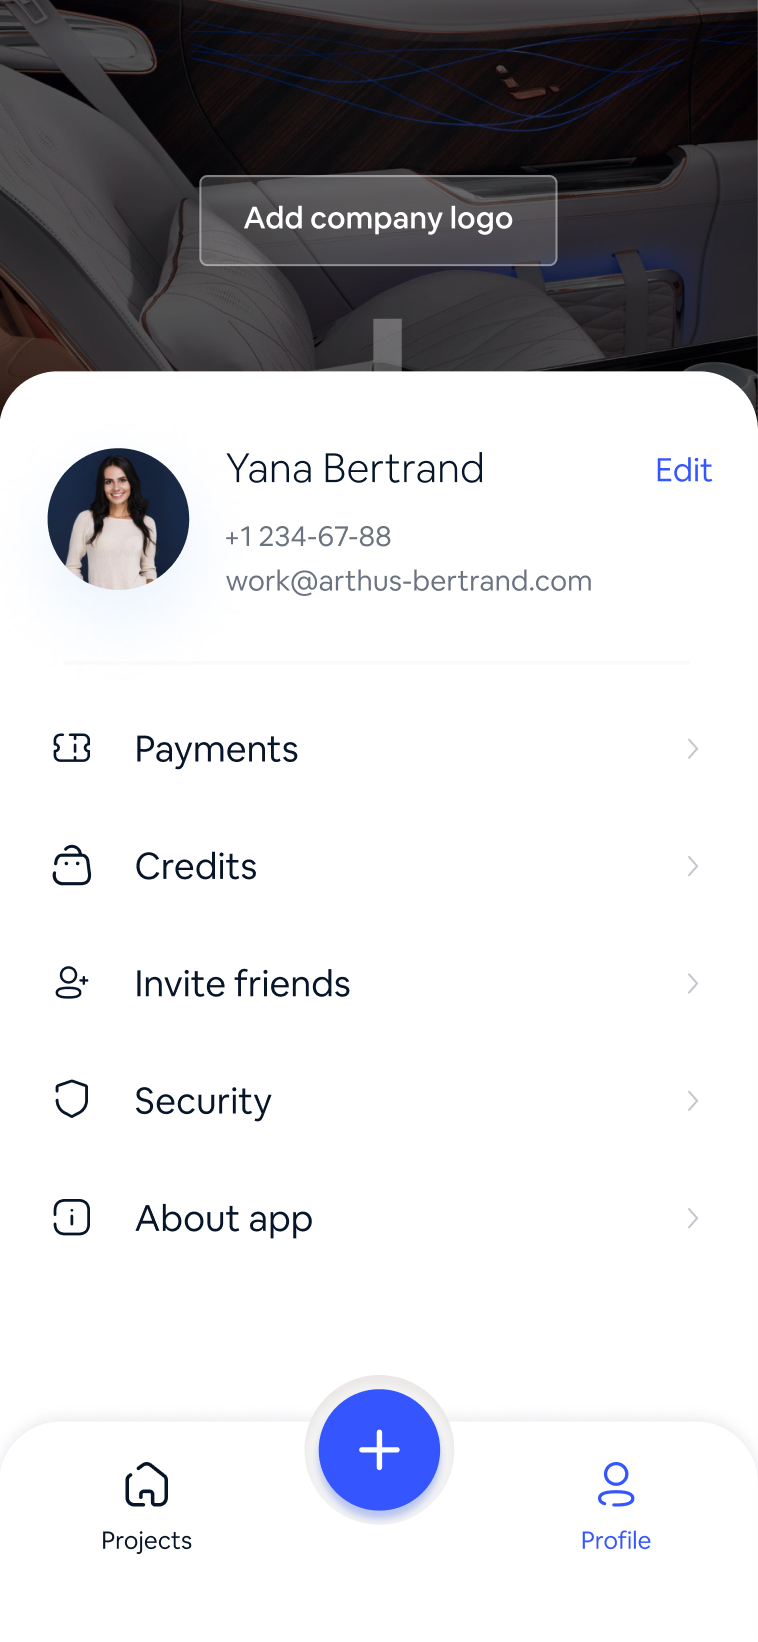 Add company logo
Yana Bertrand
Edit
+1 234-67-88
work@arthus-bertrand.com
Payments
Credits
Invite friends
Security
About app
Projects
Profile